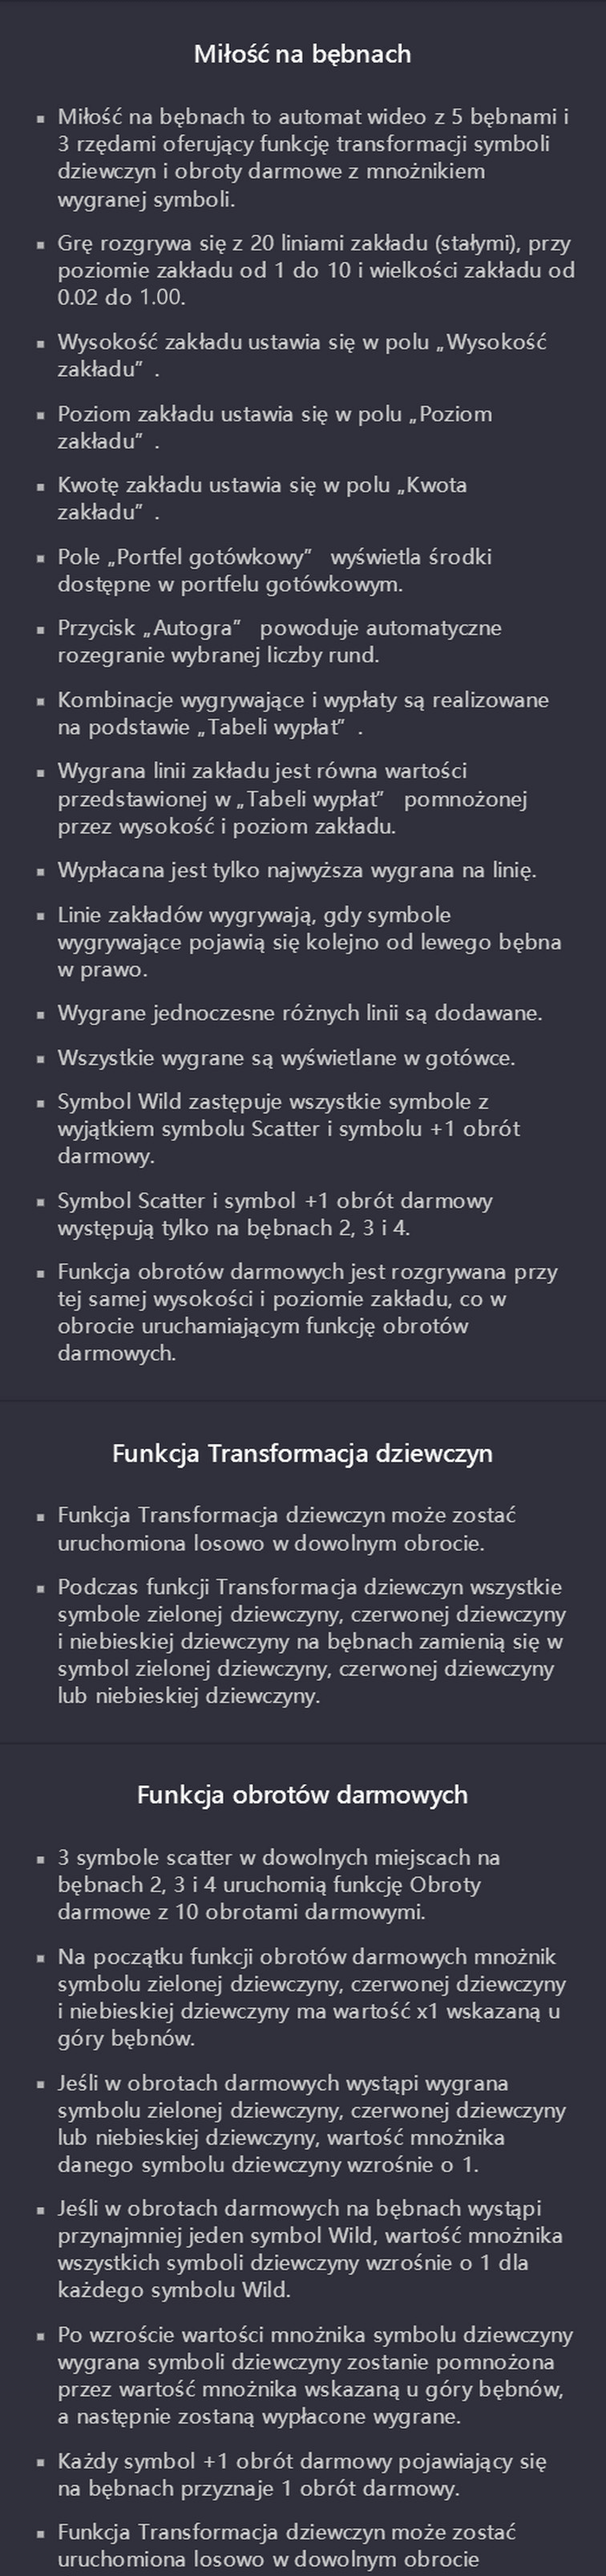 Miłość na bębnach
▪ Miłość na bębnach to automat wideo z 5 bębnami i
3 rzędami oferujący funkcję transformacji symboli
dziewczyn i obroty darmowe z mnożnikiem
wygranej symboli.
▪ Grę rozgrywa się z 20 liniami zakładu (stałymi), przy
poziomie zakładu od 1 do 10 i wielkości zakładu od
0.02 do 1.00.
▪ Wysokość zakładu ustawia się w polu „Wysokość
zakładu” .
▪ Poziom zakładu ustawia się w polu „Poziom
zakładu” .
▪ Kwotę zakładu ustawia się w polu „Kwota
zakładu” .
▪ Pole „Portfel gotówkowy” wyświetla środki
dostępne w portfelu gotówkowym.
▪ Przycisk „Autogra” powoduje automatyczne
rozegranie wybranej liczby rund.
▪ Kombinacje wygrywające i wypłaty są realizowane
na podstawie „Tabeli wypłat” .
▪ Wygrana linii zakładu jest równa wartości
przedstawionej w „Tabeli wypłat” pomnożonej
przez wysokość i poziom zakładu.
▪ Wypłacana jest tylko najwyższa wygrana na linię.
▪ Linie zakładów wygrywają, gdy symbole
wygrywające pojawią się kolejno od lewego bębna
w prawo.
▪ Wygrane jednoczesne różnych linii są dodawane.
▪ Wszystkie wygrane są wyświetlane w gotówce.
▪ Symbol Wild zastępuje wszystkie symbole z
wyjątkiem symbolu Scatter i symbolu +1 obrót
darmowy.
▪ Symbol Scatter i symbol +1 obrót darmowy
występują tylko na bębnach 2, 3 i 4.
▪ Funkcja obrotów darmowych jest rozgrywana przy
tej samej wysokości i poziomie zakładu, co w
obrocie uruchamiającym funkcję obrotów
darmowych.
Funkcja Transformacja dziewczyn
▪ Funkcja Transformacja dziewczyn może zostać
uruchomiona losowo w dowolnym obrocie.
▪ Podczas funkcji Transformacja dziewczyn wszystkie
symbole zielonej dziewczyny, czerwonej dziewczyny
i niebieskiej dziewczyny na bębnach zamienią się w
symbol zielonej dziewczyny, czerwonej dziewczyny
lub niebieskiej dziewczyny.
Funkcja obrotów darmowych
▪ 3 symbole scatter w dowolnych miejscach na
bębnach 2, 3 i 4 uruchomią funkcję Obroty
darmowe z 10 obrotami darmowymi.
▪ Na początku funkcji obrotów darmowych mnożnik
symbolu zielonej dziewczyny, czerwonej dziewczyny
i niebieskiej dziewczyny ma wartość x1 wskazaną u
góry bębnów.
▪ Jeśli w obrotach darmowych wystąpi wygrana
symbolu zielonej dziewczyny, czerwonej dziewczyny
lub niebieskiej dziewczyny, wartość mnożnika
danego symbolu dziewczyny wzrośnie o 1.
▪ Jeśli w obrotach darmowych na bębnach wystąpi
przynajmniej jeden symbol Wild, wartość mnożnika
wszystkich symboli dziewczyny wzrośnie o 1 dla
każdego symbolu Wild.
▪ Po wzroście wartości mnożnika symbolu dziewczyny
wygrana symboli dziewczyny zostanie pomnożona
przez wartość mnożnika wskazaną u góry bębnów,
a następnie zostaną wypłacone wygrane.
▪ Każdy symbol +1 obrót darmowy pojawiający się
na bębnach przyznaje 1 obrót darmowy.
▪ Funkcja Transformacja dziewczyn może zostać
uruchomiona losowo w dowolnym obrocie